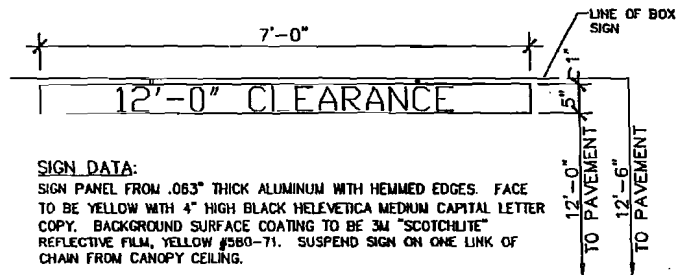 LINE OF BOX
SIGN
7'-0"
1"
12'-0" CLEARANCE
5"
12'-0"
TO PAVEMENT
12'-6"
TO PAVEMENT
SIGN DATA:
SIGN PANEL FROM .063" THICK ALUMINUM WITH HEMMED EDGES. FACE
TO BE YELLOW WITH 4" HIGH BLACK HELEVETICA MEDIUM CAPITAL LETTER
COPY. BACKGROUND SURFACE COATING TO BE 3M "SCOTCHLITE"
REFLECTIVE FILM, YELLOW #580-71. SUSPEND SIGN ON ONE LINK OF
CHAIN FROM CANOPY CEILING.